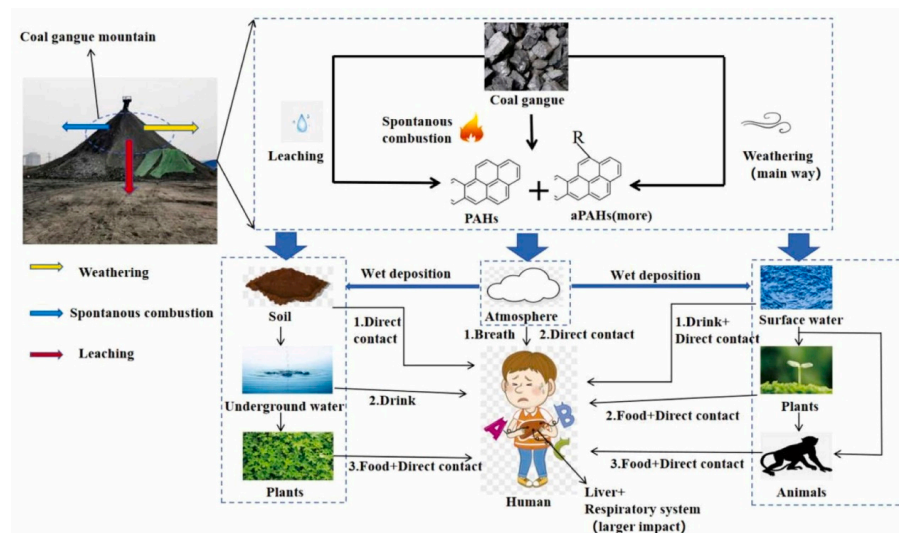 Coal gangue mountain
Coal gangue
Leaching
Spontanous
combustion
R
Weathering
(main way)
PAHs
+
aPAHs(more)
Weathering
Spontanous combustion
Leaching
Wet deposition
Wet deposition
Soil
Atmosphere
Surface water
1.Direct
contact
1.Breath
2.Direct contact
1.Drink+
Direct contact
Underground water
2.Drink
A
B
C
2.Food+Direct contact
Plants
Plants
3.Food+Direct contact
3.Food+Direct contact
Human
Animals
Liver+
Respiratory system
(larger impact)